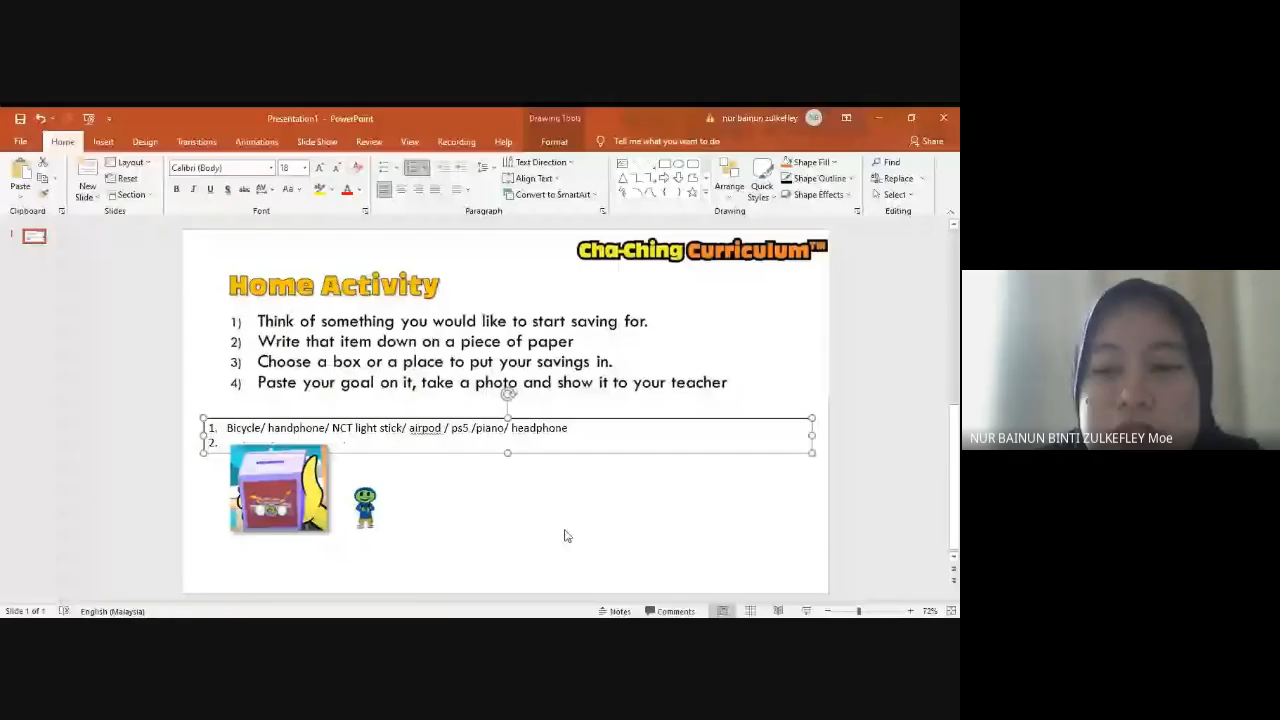 Presentation1 - PowerPoint
Drawing Tools
nur bainun zulkefley
NB
File Home Insert Design Transitions Animations Slide Show Review View Recording Help Format Tell me what you want to do
Share
Paste
Clipboard
New Slide
Layout
Reset
Section
Slides
Calibri (Body) 18
B I U S abc AV Aa A
Font
Text Direction
Align Text
Convert to SmartArt
Paragraph
Arrange
Quick Styles
Shape Fill
Shape Outline
Shape Effects
Drawing
Find
Replace
Select
Editing
1
Cha-Ching Curriculum™
Home Activity
1) Think of something you would like to start saving for.
2) Write that item down on a piece of paper
3) Choose a box or a place to put your savings in.
4) Paste your goal on it, take a photo and show it to your teacher
1. Bicycle/ handphone/ NCT light stick/ airpod / ps5 /piano/ headphone
2.
NUR BAINUN BINTI ZULKEFLEY Moe
Slide 1 of 1 English (Malaysia) Notes Comments 72%